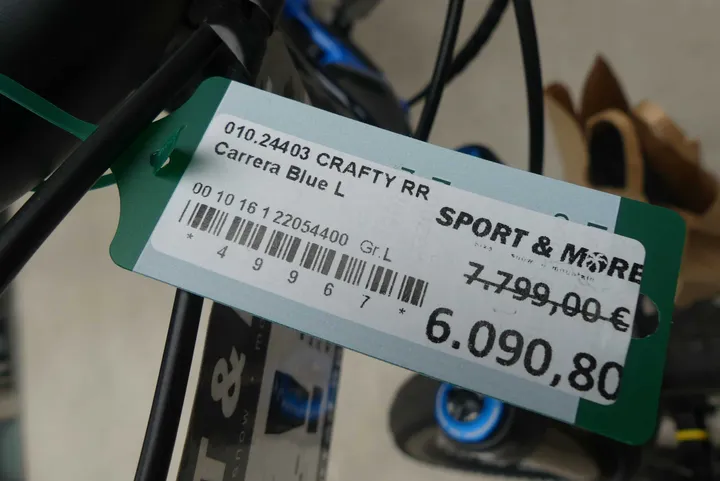 010.24403 CRAFTY RR
Carrera Blue L
00 10 16 1 22054400 Gr.L
* 4 9 9 6 7 *
SPORT & MORE
7.799,00 €
6.090,80
&
snow